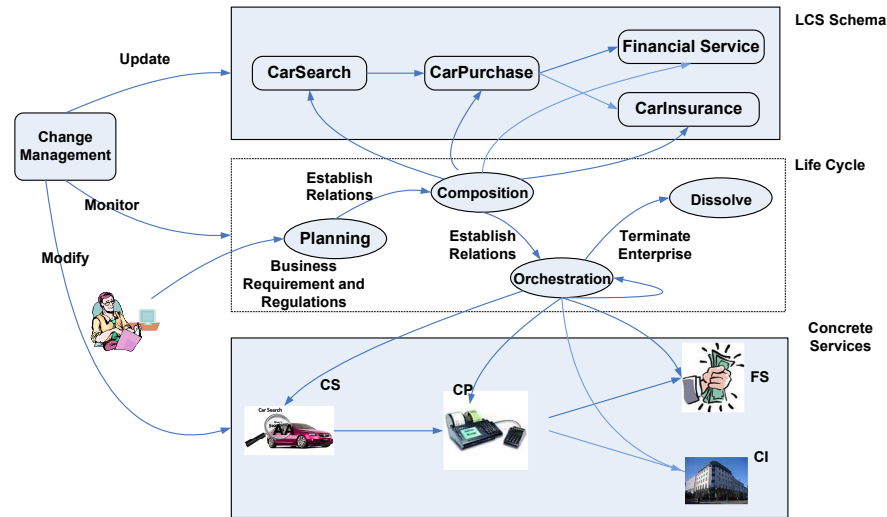 LCS Schema
Update
CarSearch
CarPurchase
Financial Service
CarInsurance
Change
Management
Life Cycle
Establish
Relations
Composition
Dissolve
Monitor
Planning
Establish
Relations
Terminate
Enterprise
Modify
Business
Requirement and
Regulations
Orchestration
Concrete
Services
CS
CP
FS
Car Search
AA
CI